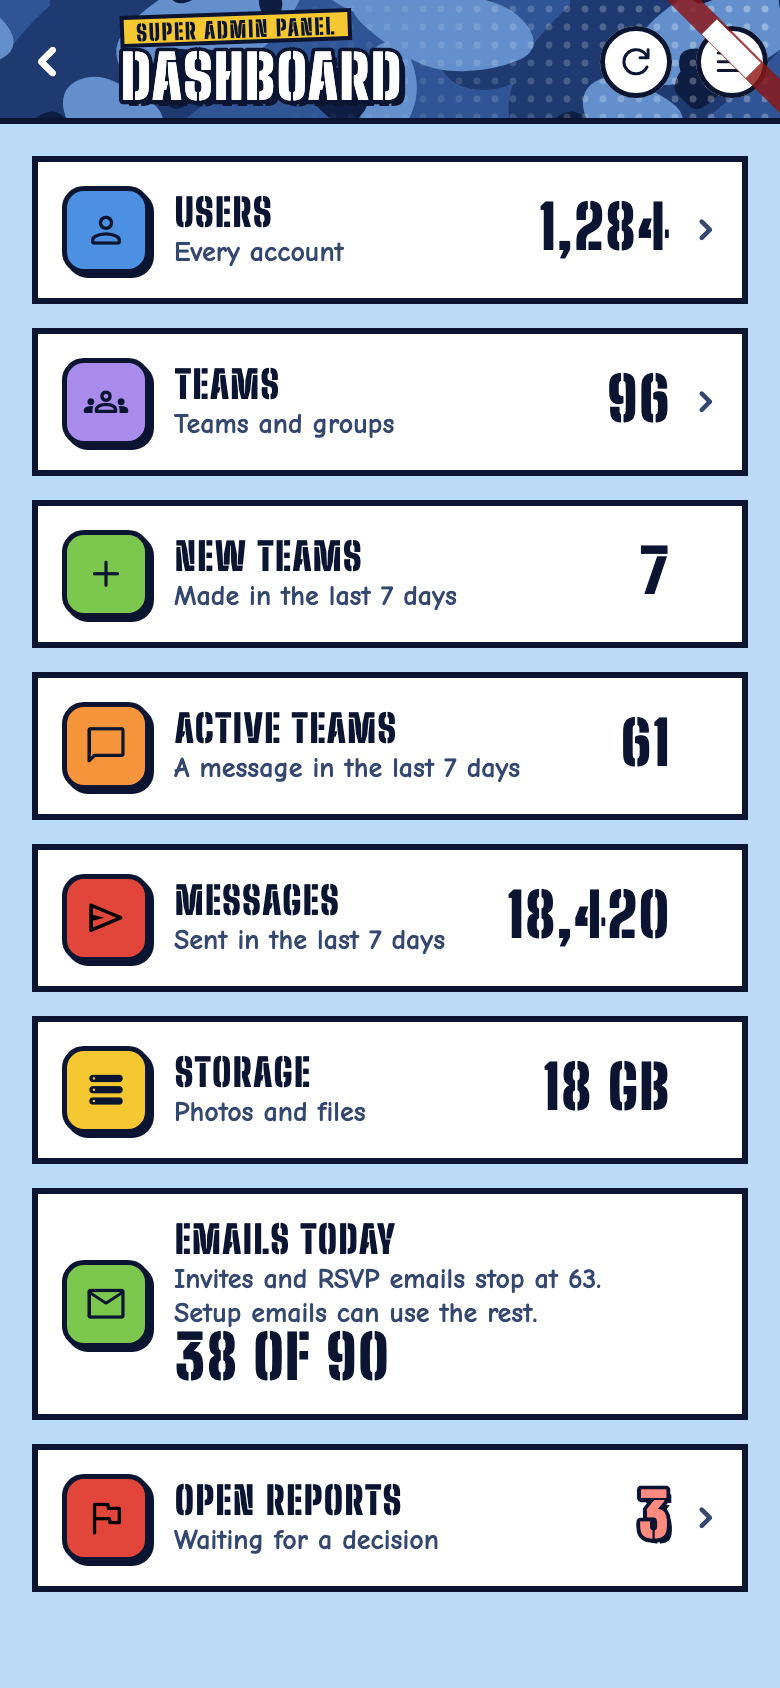 SUPER ADMIN PANEL
DASHBOARD
USERS
Every account
1,284
TEAMS
Teams and groups
96
NEW TEAMS
Made in the last 7 days
7
ACTIVE TEAMS
A message in the last 7 days
61
MESSAGES
Sent in the last 7 days
18,420
STORAGE
Photos and files
18 GB
EMAILS TODAY
Invites and RSVP emails stop at 63.
Setup emails can use the rest.
38 OF 90
OPEN REPORTS
Waiting for a decision
3